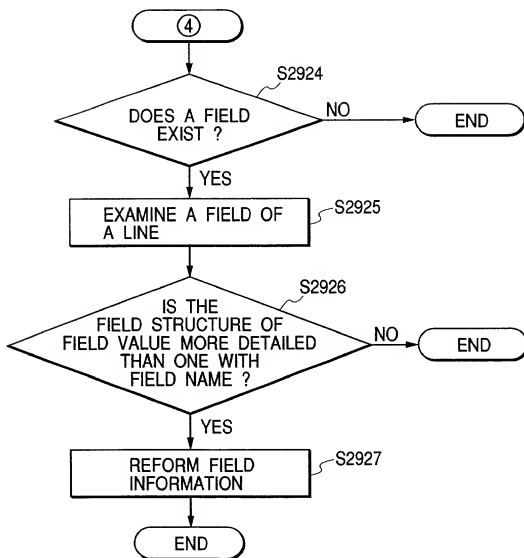 ④
S2924
DOES A FIELD
EXIST ?
NO
END
YES
EXAMINE A FIELD OF
A LINE
S2925
S2926
IS THE
FIELD STRUCTURE OF
FIELD VALUE MORE DETAILED
THAN ONE WITH
FIELD NAME ?
NO
END
YES
REFORM FIELD
INFORMATION
S2927
END